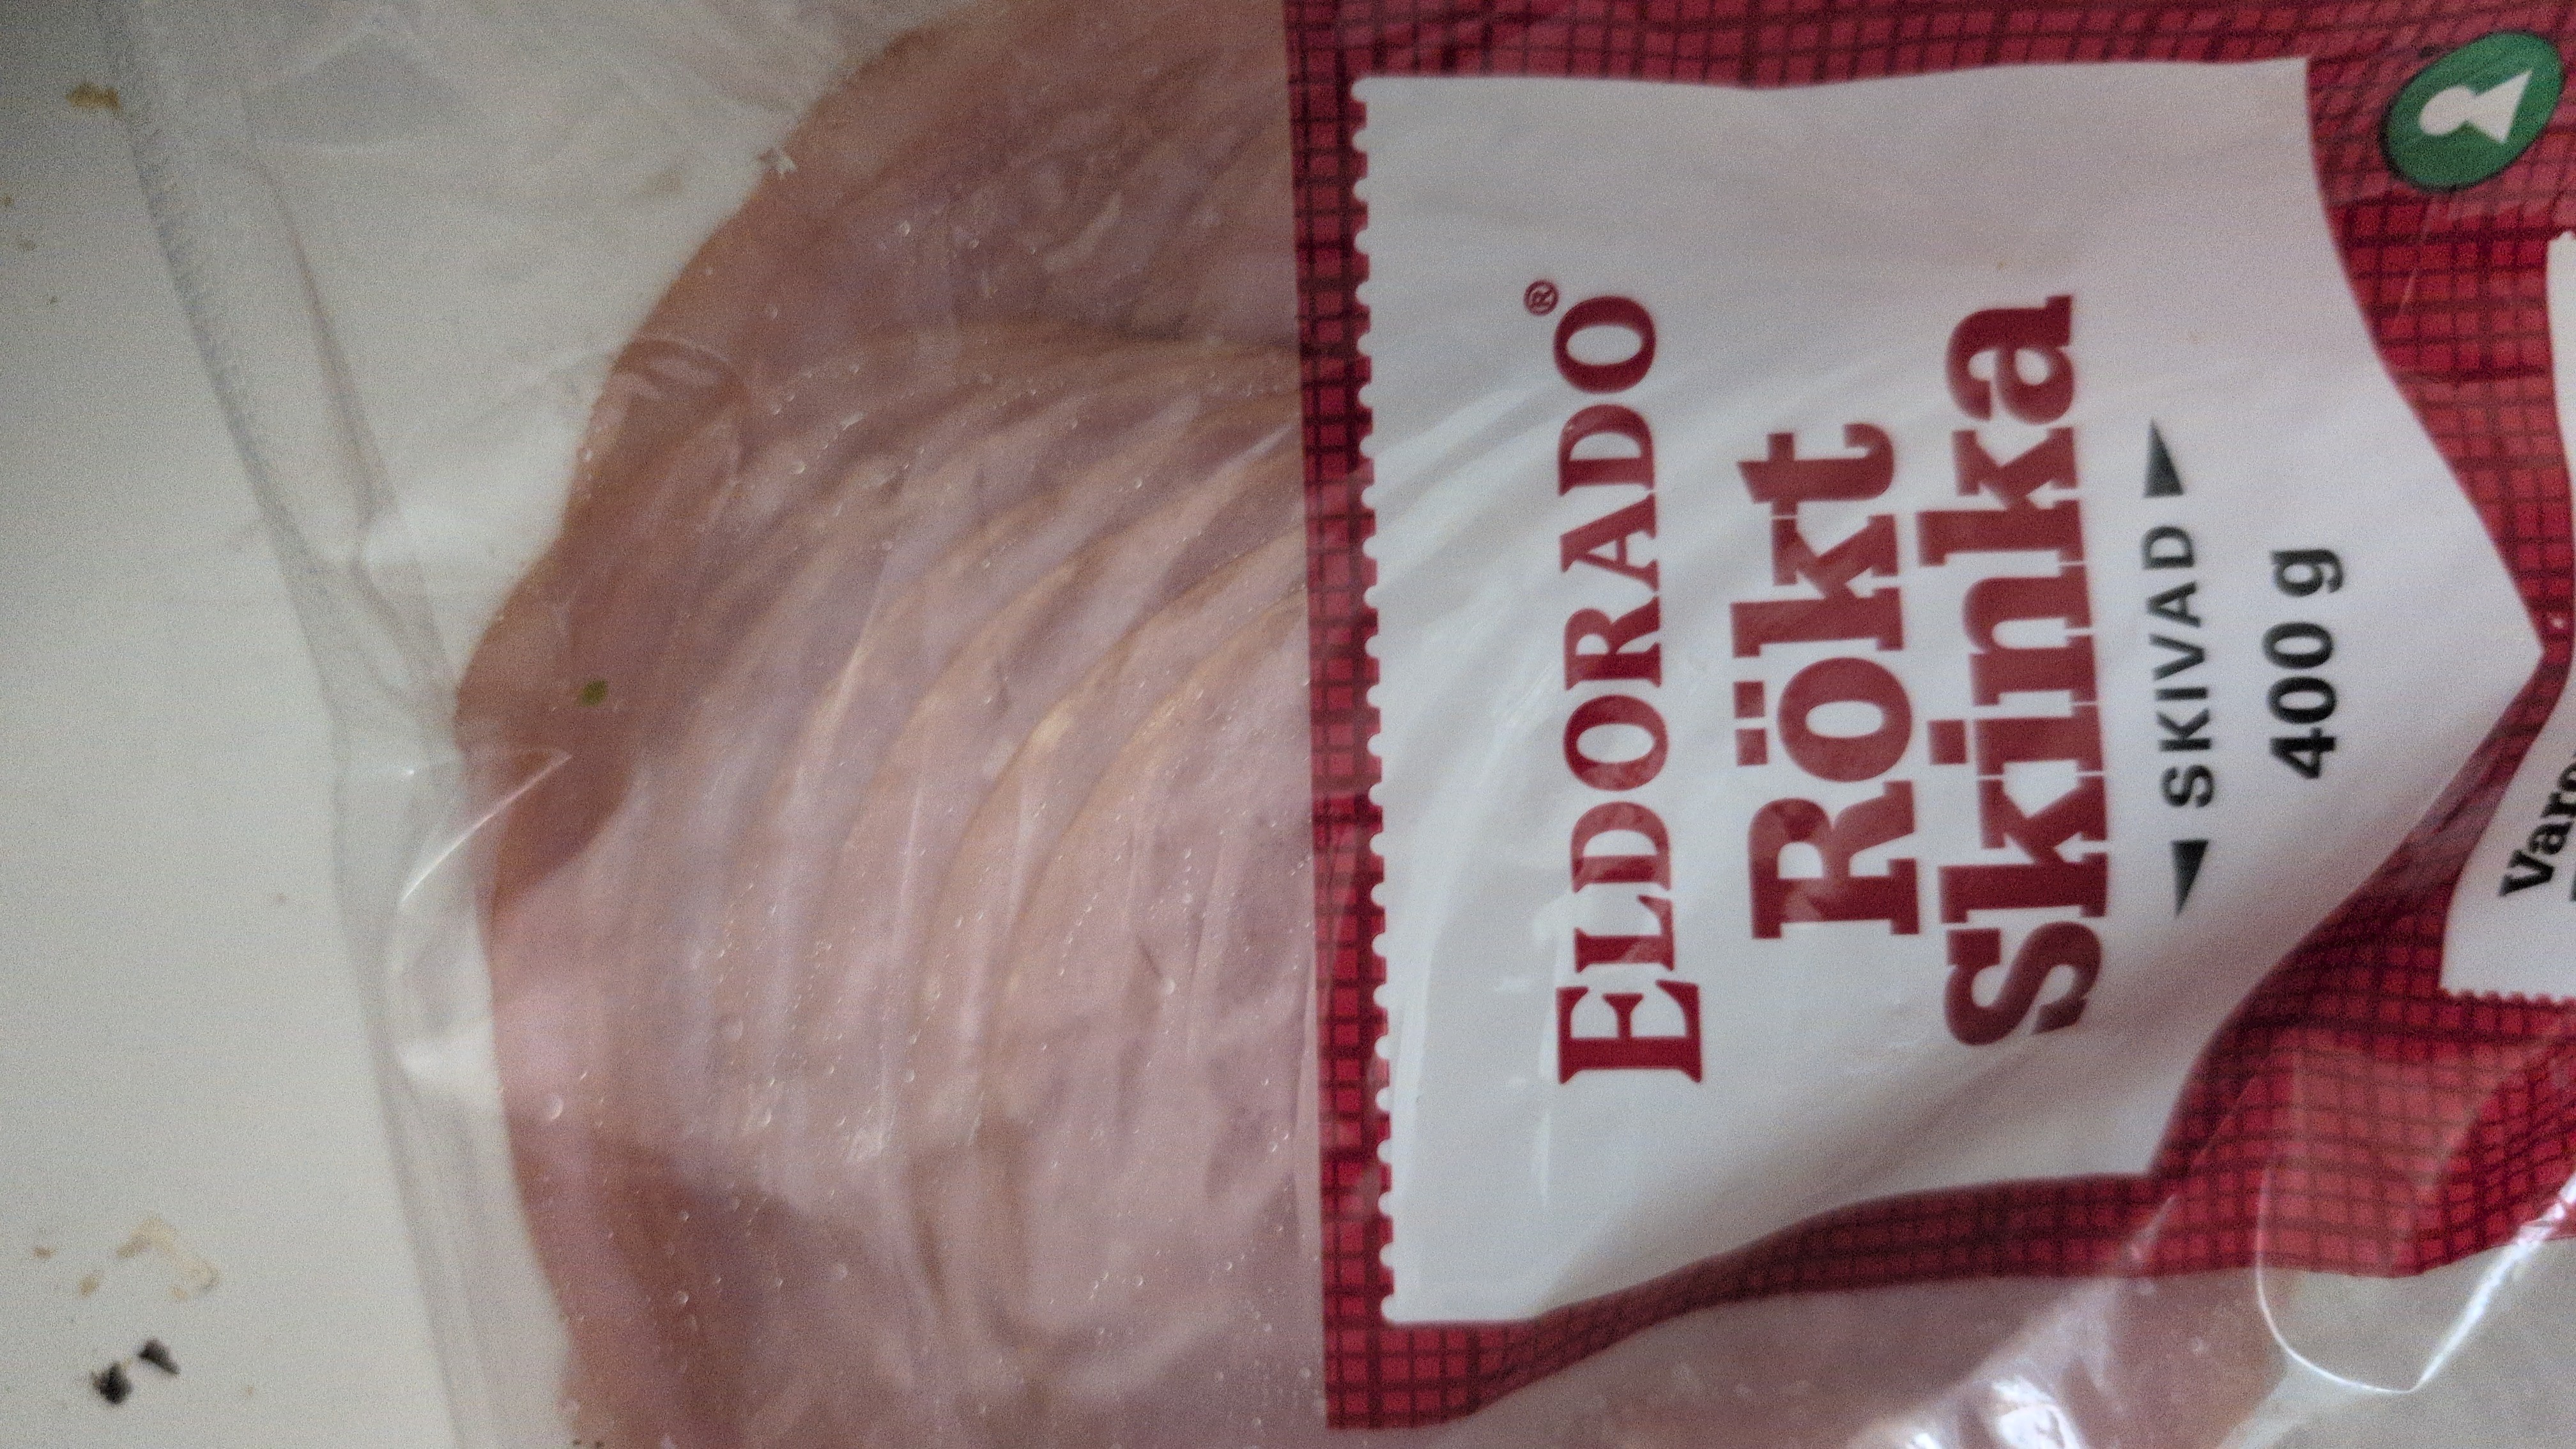 ELDORADO®
Rökt
skinka
◀ SKIVAD ▶
400 g